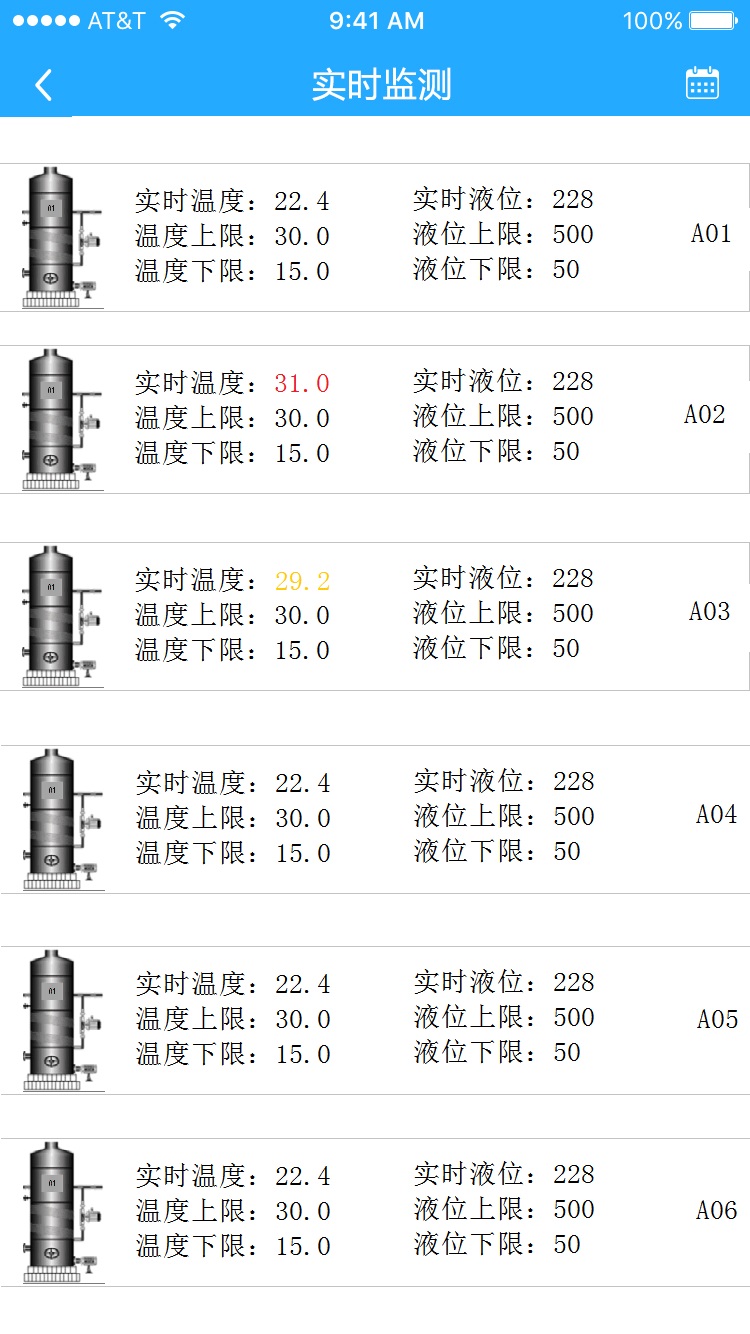 AT&T 9:41 AM 100%
实时监测
A1
实时温度：22.4 实时液位：228
温度上限：30.0 液位上限：500 A01
温度下限：15.0 液位下限：50
A1
实时温度：31.0 实时液位：228
温度上限：30.0 液位上限：500 A02
温度下限：15.0 液位下限：50
A1
实时温度：29.2 实时液位：228
温度上限：30.0 液位上限：500 A03
温度下限：15.0 液位下限：50
A1
实时温度：22.4 实时液位：228
温度上限：30.0 液位上限：500 A04
温度下限：15.0 液位下限：50
A1
实时温度：22.4 实时液位：228
温度上限：30.0 液位上限：500 A05
温度下限：15.0 液位下限：50
A1
实时温度：22.4 实时液位：228
温度上限：30.0 液位上限：500 A06
温度下限：15.0 液位下限：50